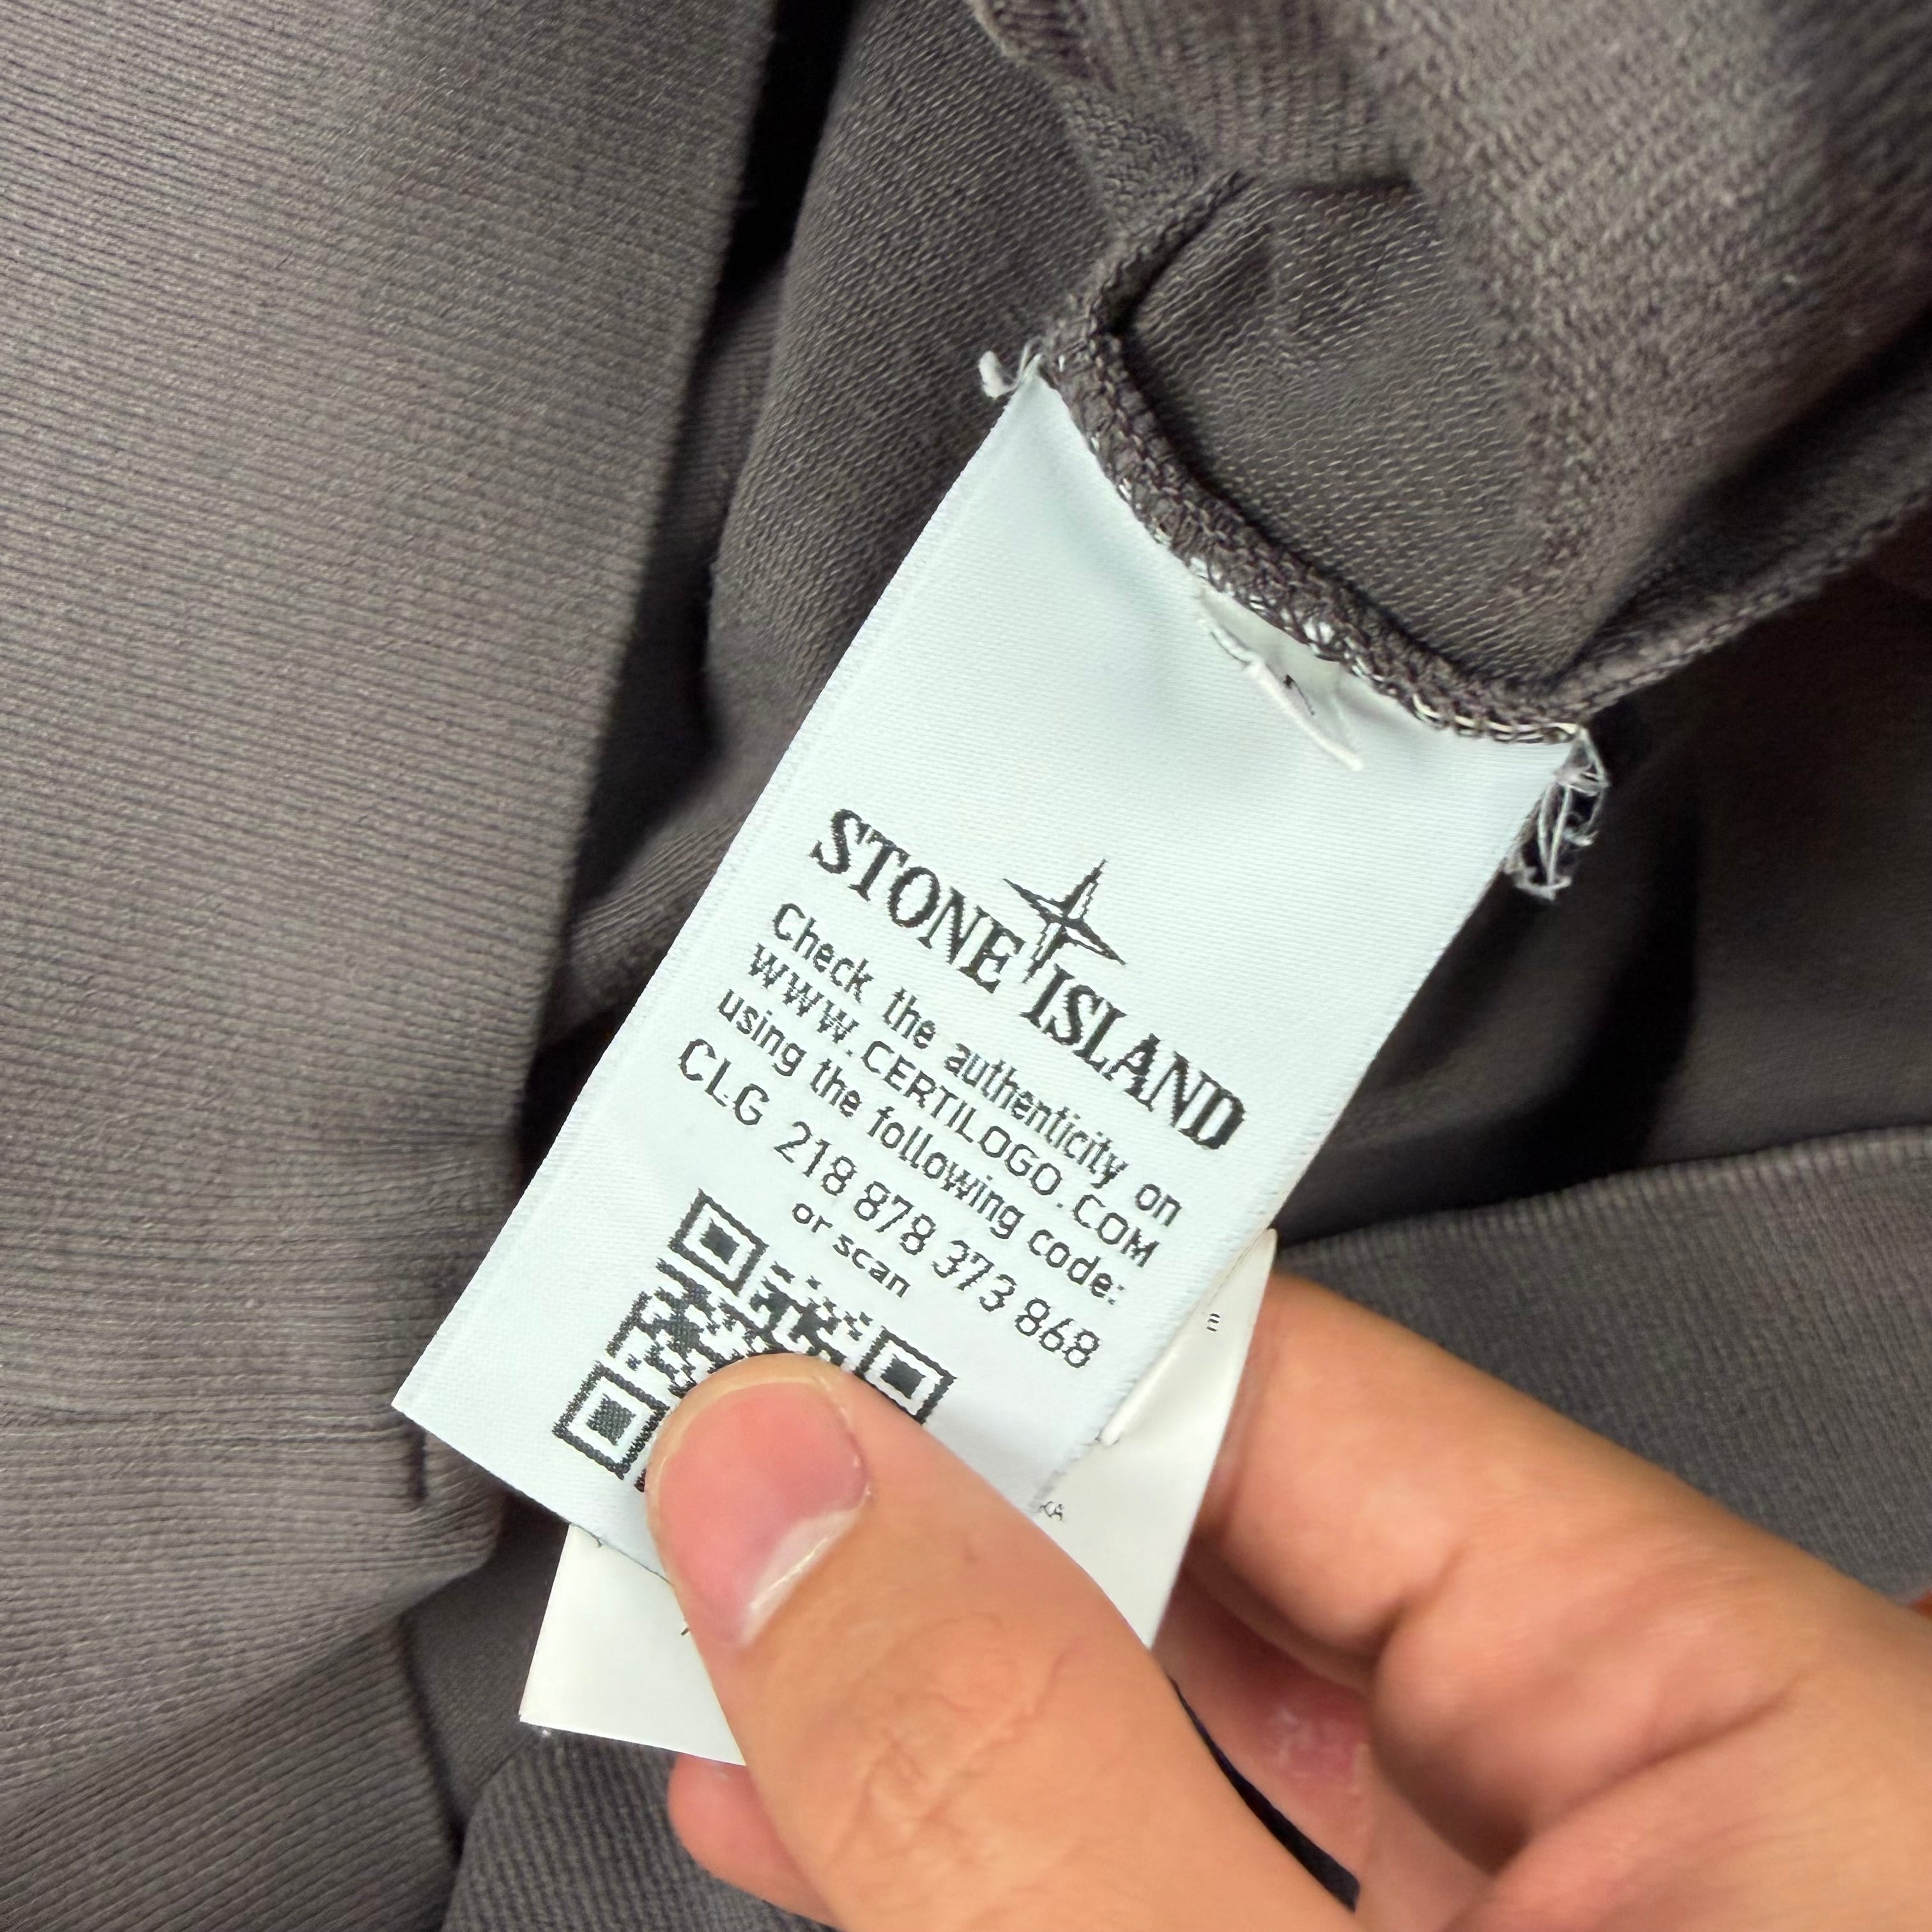 STONE ISLAND
Check the authenticity on
WWW.CERTILOGO.COM
using the following code:
CLG 218 878 373 868
or scan